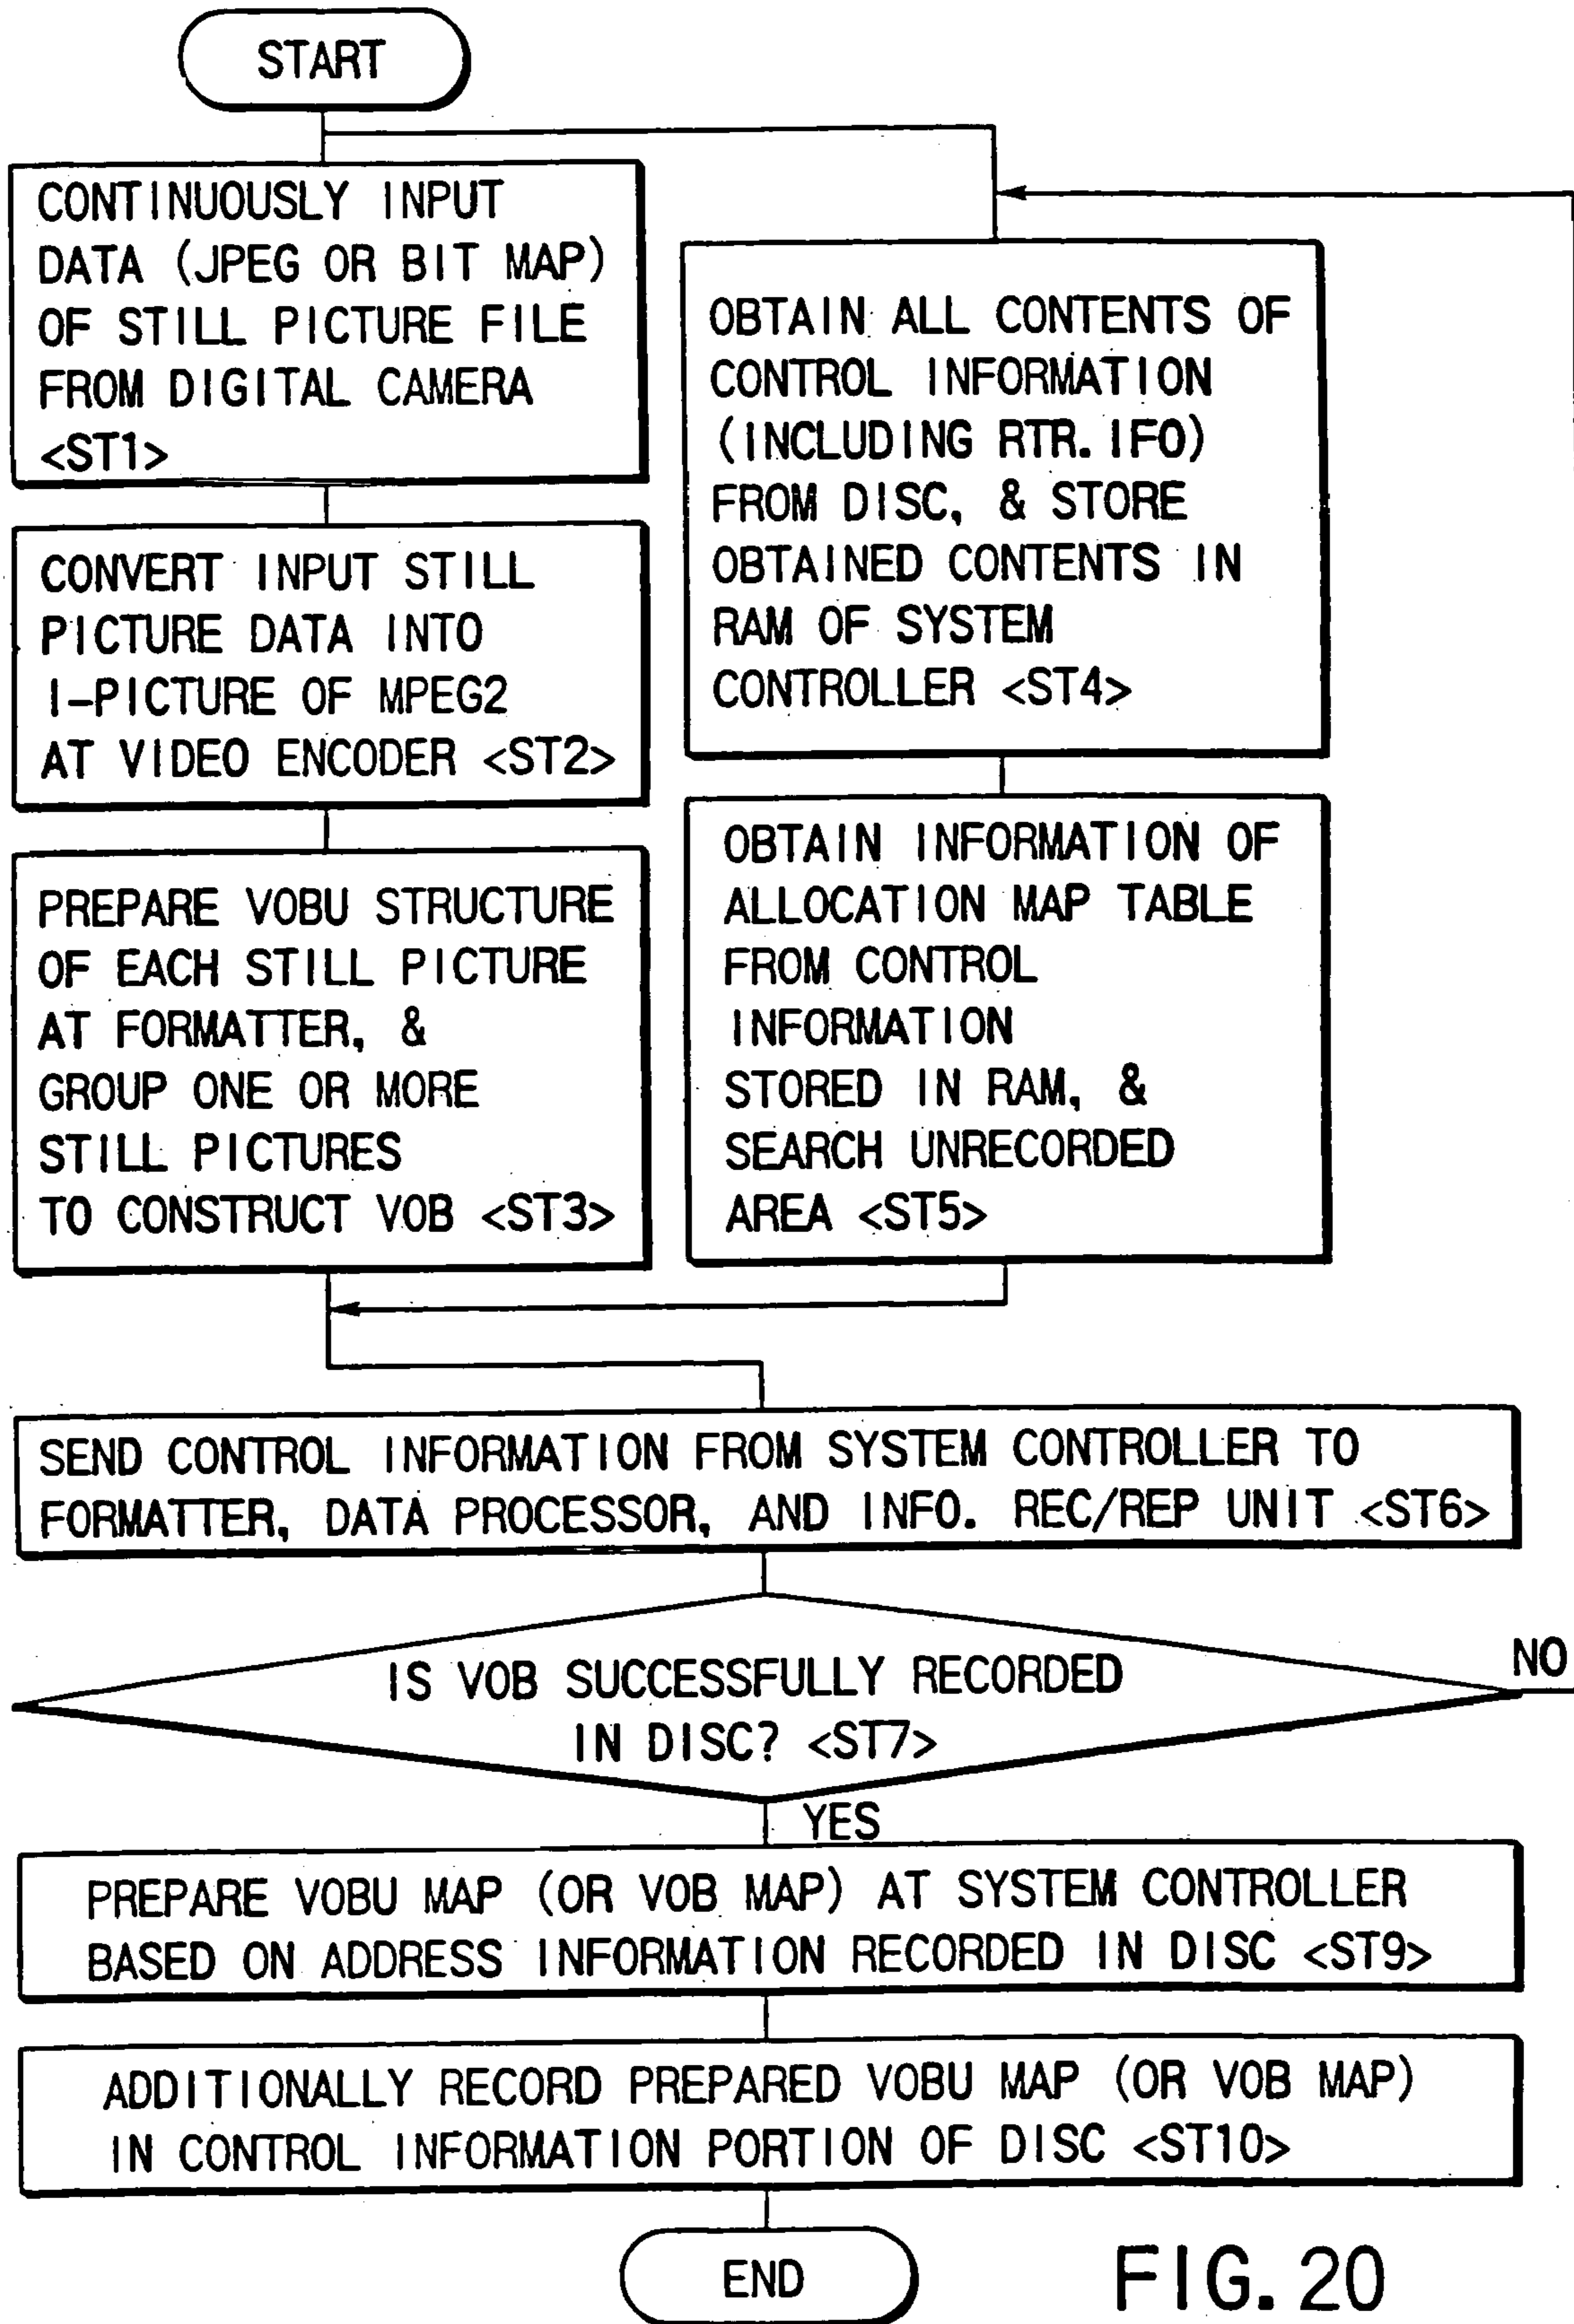 START
CONTINUOUSLY INPUT
DATA (JPEG OR BIT MAP)
OF STILL PICTURE FILE
FROM DIGITAL CAMERA
<ST1>
CONVERT INPUT STILL
PICTURE DATA INTO
I-PICTURE OF MPEG2
AT VIDEO ENCODER <ST2>
PREPARE VOBU STRUCTURE
OF EACH STILL PICTURE
AT FORMATTER, &
GROUP ONE OR MORE
STILL PICTURES
TO CONSTRUCT VOB <ST3>
OBTAIN ALL CONTENTS OF
CONTROL INFORMATION
(INCLUDING RTR. IFO)
FROM DISC, & STORE
OBTAINED CONTENTS IN
RAM OF SYSTEM
CONTROLLER <ST4>
OBTAIN INFORMATION OF
ALLOCATION MAP TABLE
FROM CONTROL
INFORMATION
STORED IN RAM, &
SEARCH UNRECORDED
AREA <ST5>
SEND CONTROL INFORMATION FROM SYSTEM CONTROLLER TO
FORMATTER, DATA PROCESSOR, AND INFO. REC/REP UNIT <ST6>
IS VOB SUCCESSFULLY RECORDED
IN DISC? <ST7>
NO
YES
PREPARE VOBU MAP (OR VOB MAP) AT SYSTEM CONTROLLER
BASED ON ADDRESS INFORMATION RECORDED IN DISC <ST9>
ADDITIONALLY RECORD PREPARED VOBU MAP (OR VOB MAP)
IN CONTROL INFORMATION PORTION OF DISC <ST10>
END
FIG. 20